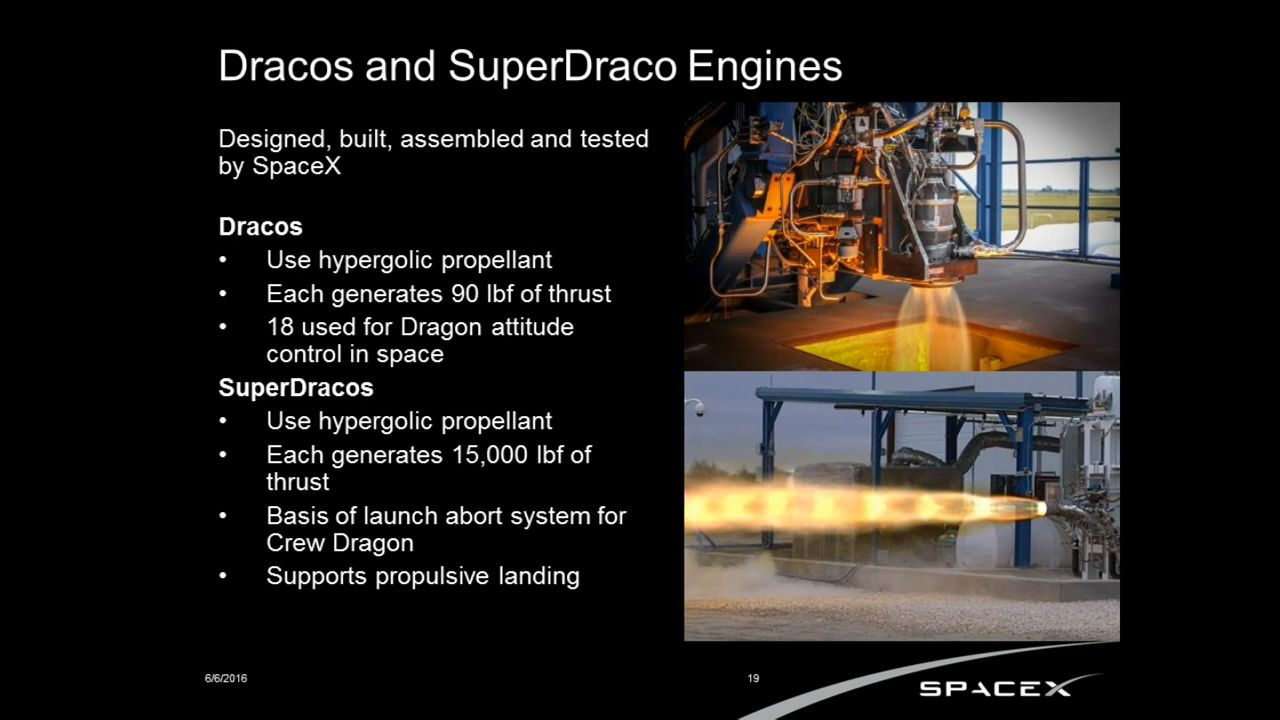 Dracos and SuperDraco Engines
Designed, built, assembled and tested
by SpaceX
Dracos
• Use hypergolic propellant
• Each generates 90 lbf of thrust
• 18 used for Dragon attitude
control in space
SuperDracos
• Use hypergolic propellant
• Each generates 15,000 lbf of
thrust
• Basis of launch abort system for
Crew Dragon
• Supports propulsive landing
6/6/2016
19
SPACEX